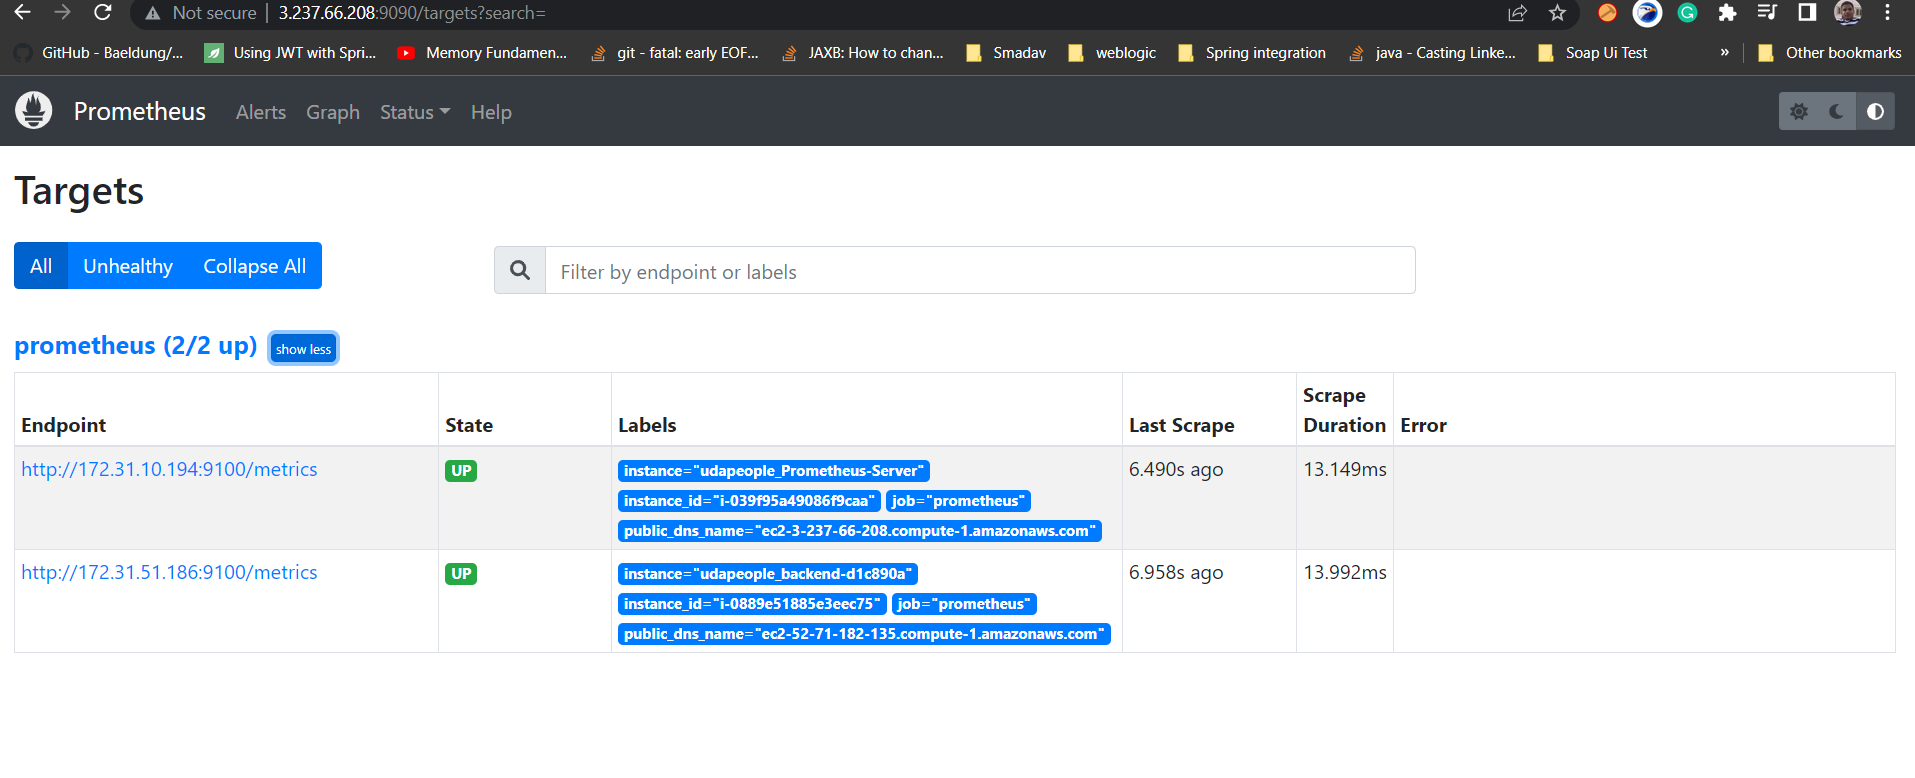 Not secure | 3.237.66.208:9090/targets?search=
GitHub - Baeldung/... Using JWT with Spri... Memory Fundamen... git - fatal: early EOF... JAXB: How to chan... Smadav weblogic Spring integration java - Casting Linke... Soap Ui Test » Other bookmarks
Prometheus Alerts Graph Status Help
Targets
All Unhealthy Collapse All Filter by endpoint or labels
prometheus (2/2 up) show less
Endpoint State Labels Last Scrape Scrape Duration Error
http://172.31.10.194:9100/metrics UP instance="udapeople_Prometheus-Server" 6.490s ago 13.149ms
instance_id="i-039f95a49086f9caa" job="prometheus"
public_dns_name="ec2-3-237-66-208.compute-1.amazonaws.com"
http://172.31.51.186:9100/metrics UP instance="udapeople_backend-d1c890a" 6.958s ago 13.992ms
instance_id="i-0889e51885e3eec75" job="prometheus"
public_dns_name="ec2-52-71-182-135.compute-1.amazonaws.com"